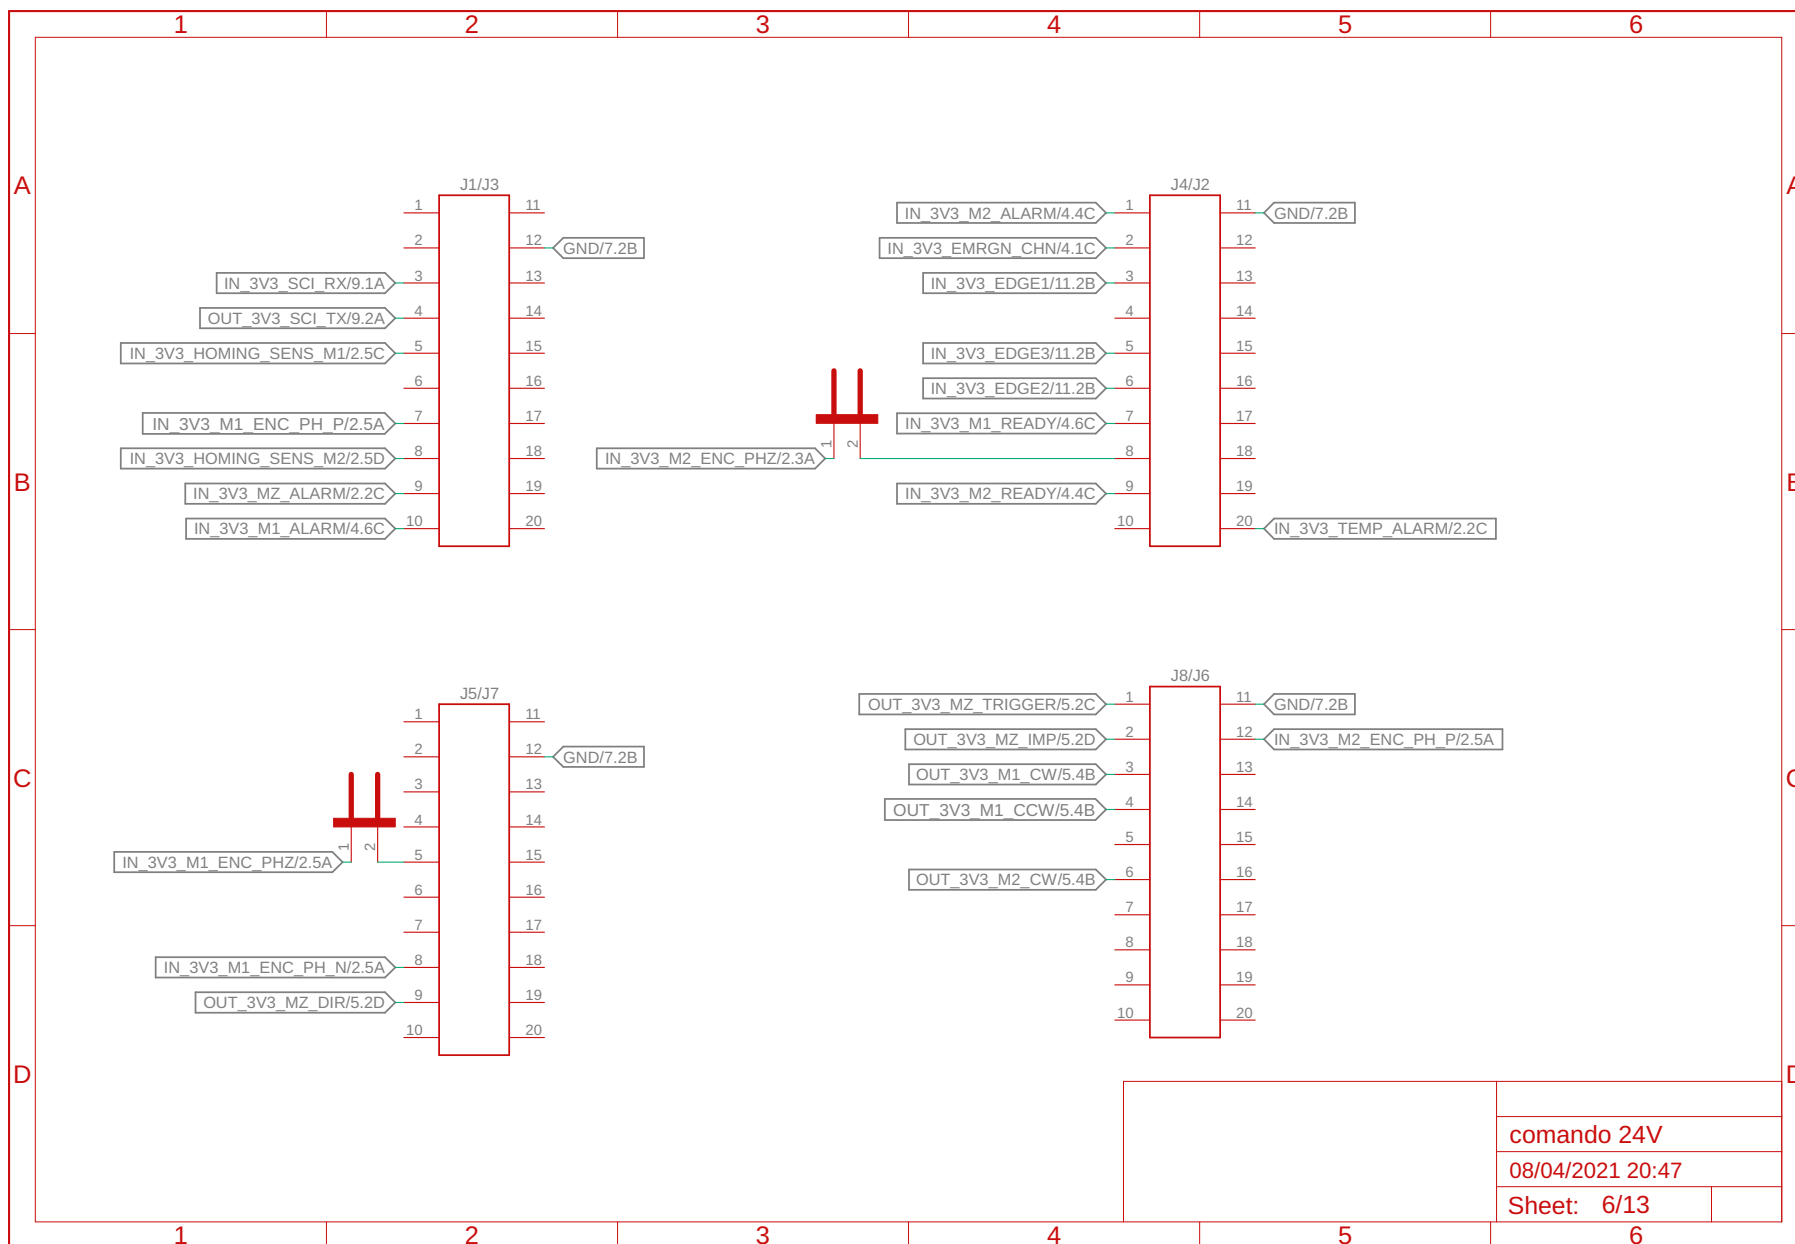 1 2 3 4 5 6
A A
J1/J3
1 11
2 12 GND/7.2B
IN_3V3_SCI_RX/9.1A 3 13
OUT_3V3_SCI_TX/9.2A 4 14
IN_3V3_HOMING_SENS_M1/2.5C 5 15
6 16
IN_3V3_M1_ENC_PH_P/2.5A 7 17
IN_3V3_HOMING_SENS_M2/2.5D 8 18
IN_3V3_MZ_ALARM/2.2C 9 19
IN_3V3_M1_ALARM/4.6C 10 20
J4/J2
IN_3V3_M2_ALARM/4.4C 1 11 GND/7.2B
IN_3V3_EMRGN_CHN/4.1C 2 12
IN_3V3_EDGE1/11.2B 3 13
4 14
IN_3V3_EDGE3/11.2B 5 15
IN_3V3_EDGE2/11.2B 6 16
IN_3V3_M1_READY/4.6C 7 17
IN_3V3_M2_ENC_PHZ/2.3A 1 2 8 18
IN_3V3_M2_READY/4.4C 9 19
10 20 IN_3V3_TEMP_ALARM/2.2C
B B
J5/J7
1 11
2 12 GND/7.2B
3 13
4 14
IN_3V3_M1_ENC_PHZ/2.5A 1 2 5 15
6 16
7 17
IN_3V3_M1_ENC_PH_N/2.5A 8 18
OUT_3V3_MZ_DIR/5.2D 9 19
10 20
J8/J6
OUT_3V3_MZ_TRIGGER/5.2C 1 11 GND/7.2B
OUT_3V3_MZ_IMP/5.2D 2 12 IN_3V3_M2_ENC_PH_P/2.5A
OUT_3V3_M1_CW/5.4B 3 13
OUT_3V3_M1_CCW/5.4B 4 14
5 15
OUT_3V3_M2_CW/5.4B 6 16
7 17
8 18
9 19
10 20
C C
D D
comando 24V
08/04/2021 20:47
Sheet: 6/13
1 2 3 4 5 6